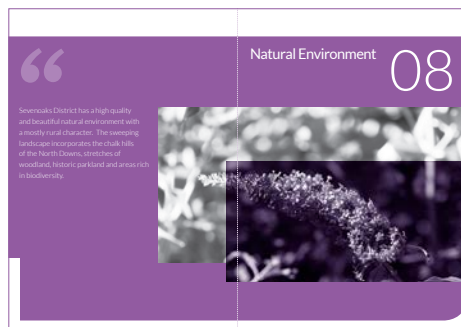 Natural Environment
08
“
Sevenoaks District has a high quality
and beautiful natural environment with
a mostly rural character. The sweeping
landscape incorporates the chalk hills
of the North Downs, stretches of
woodland, historic parkland and areas rich
in biodiversity.